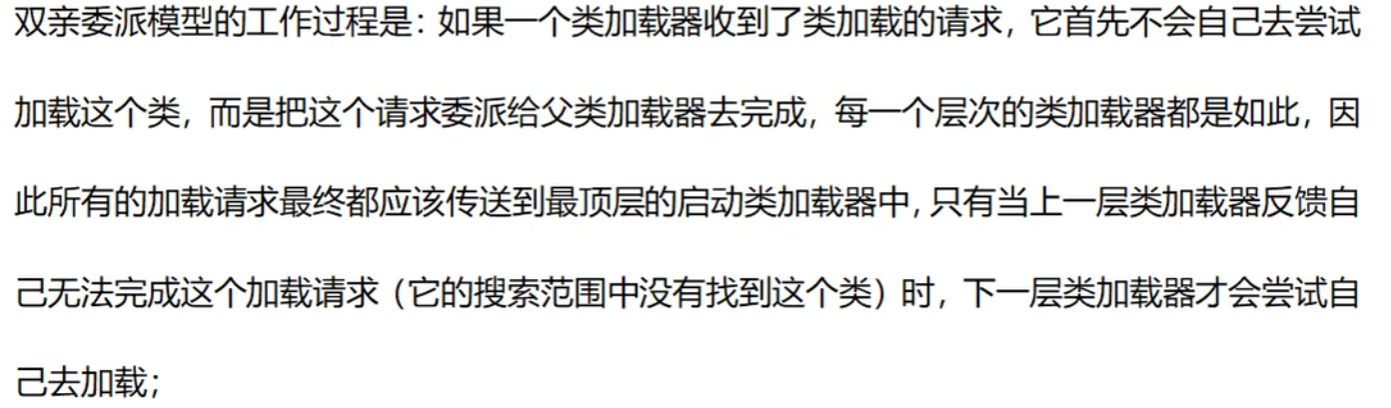 双亲委派模型的工作过程是：如果一个类加载器收到了类加载的请求，它首先不会自己去尝试
加载这个类，而是把这个请求委派给父类加载器去完成，每一个层次的类加载器都是如此，因
此所有的加载请求最终都应该传送到最顶层的启动类加载器中，只有当上一层类加载器反馈自
己无法完成这个加载请求（它的搜索范围中没有找到这个类）时，下一层类加载器才会尝试自
己去加载；